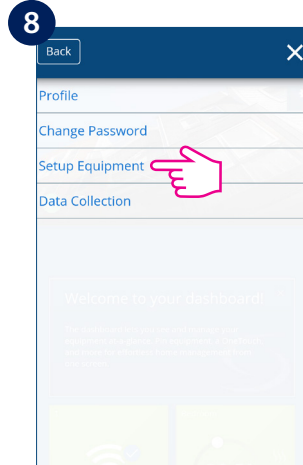 8
Back
Profile
Change Password
Setup Equipment
Data Collection
Welcome to your dashboard!